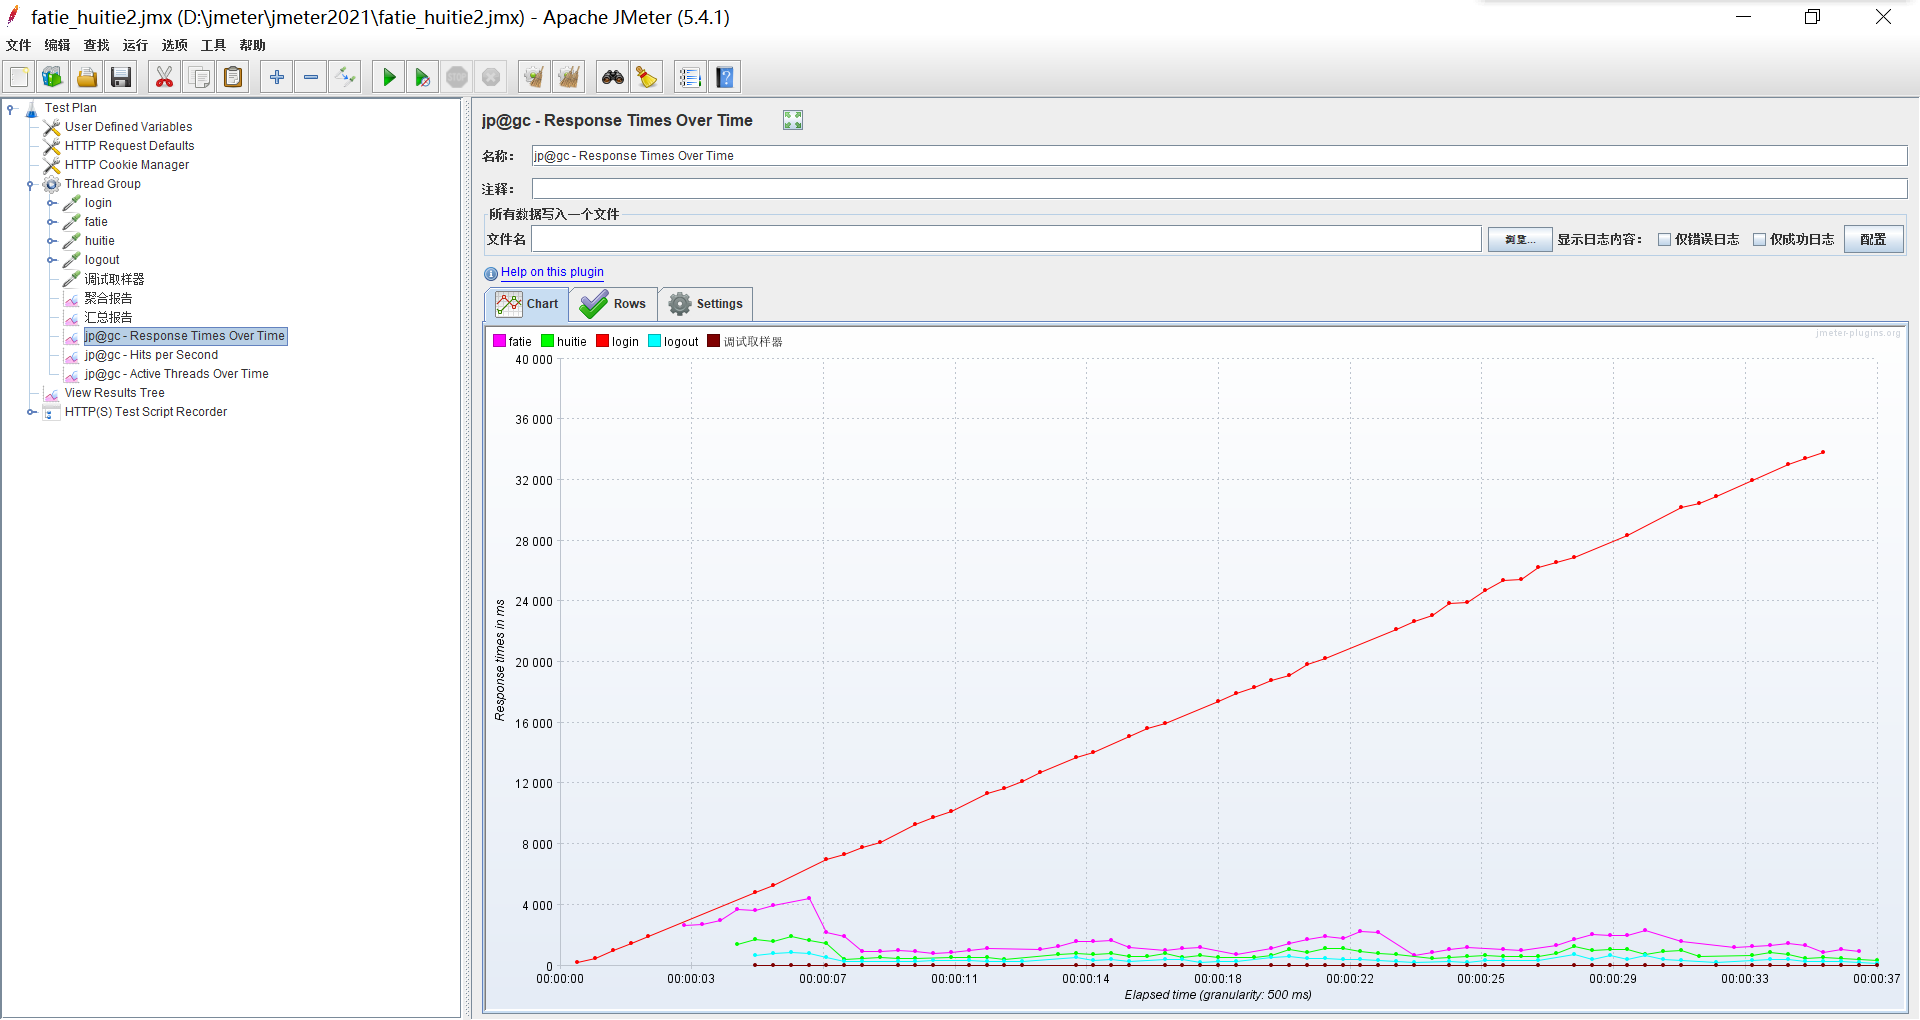 fatie_huitie2.jmx (D:\jmeter\jmeter2021\fatie_huitie2.jmx) - Apache JMeter (5.4.1)
文件 编辑 查找 运行 选项 工具 帮助
Test Plan
User Defined Variables
HTTP Request Defaults
HTTP Cookie Manager
Thread Group
login
fatie
huitie
logout
调试取样器
聚合报告
汇总报告
jp@gc - Response Times Over Time
jp@gc - Hits per Second
jp@gc - Active Threads Over Time
View Results Tree
HTTP(S) Test Script Recorder
jp@gc - Response Times Over Time
名称： jp@gc - Response Times Over Time
注释：
所有数据写入一个文件
文件名 浏览... 显示日志内容： 仅错误日志 仅成功日志 配置
Help on this plugin
Chart Rows Settings
fatie huitie login logout 调试取样器
jmeter-plugins.org
40 000
36 000
32 000
28 000
24 000
20 000
16 000
12 000
8 000
4 000
0
Response times in ms
00:00:00 00:00:03 00:00:07 00:00:11 00:00:14 00:00:18 00:00:22 00:00:25 00:00:29 00:00:33 00:00:37
Elapsed time (granularity: 500 ms)